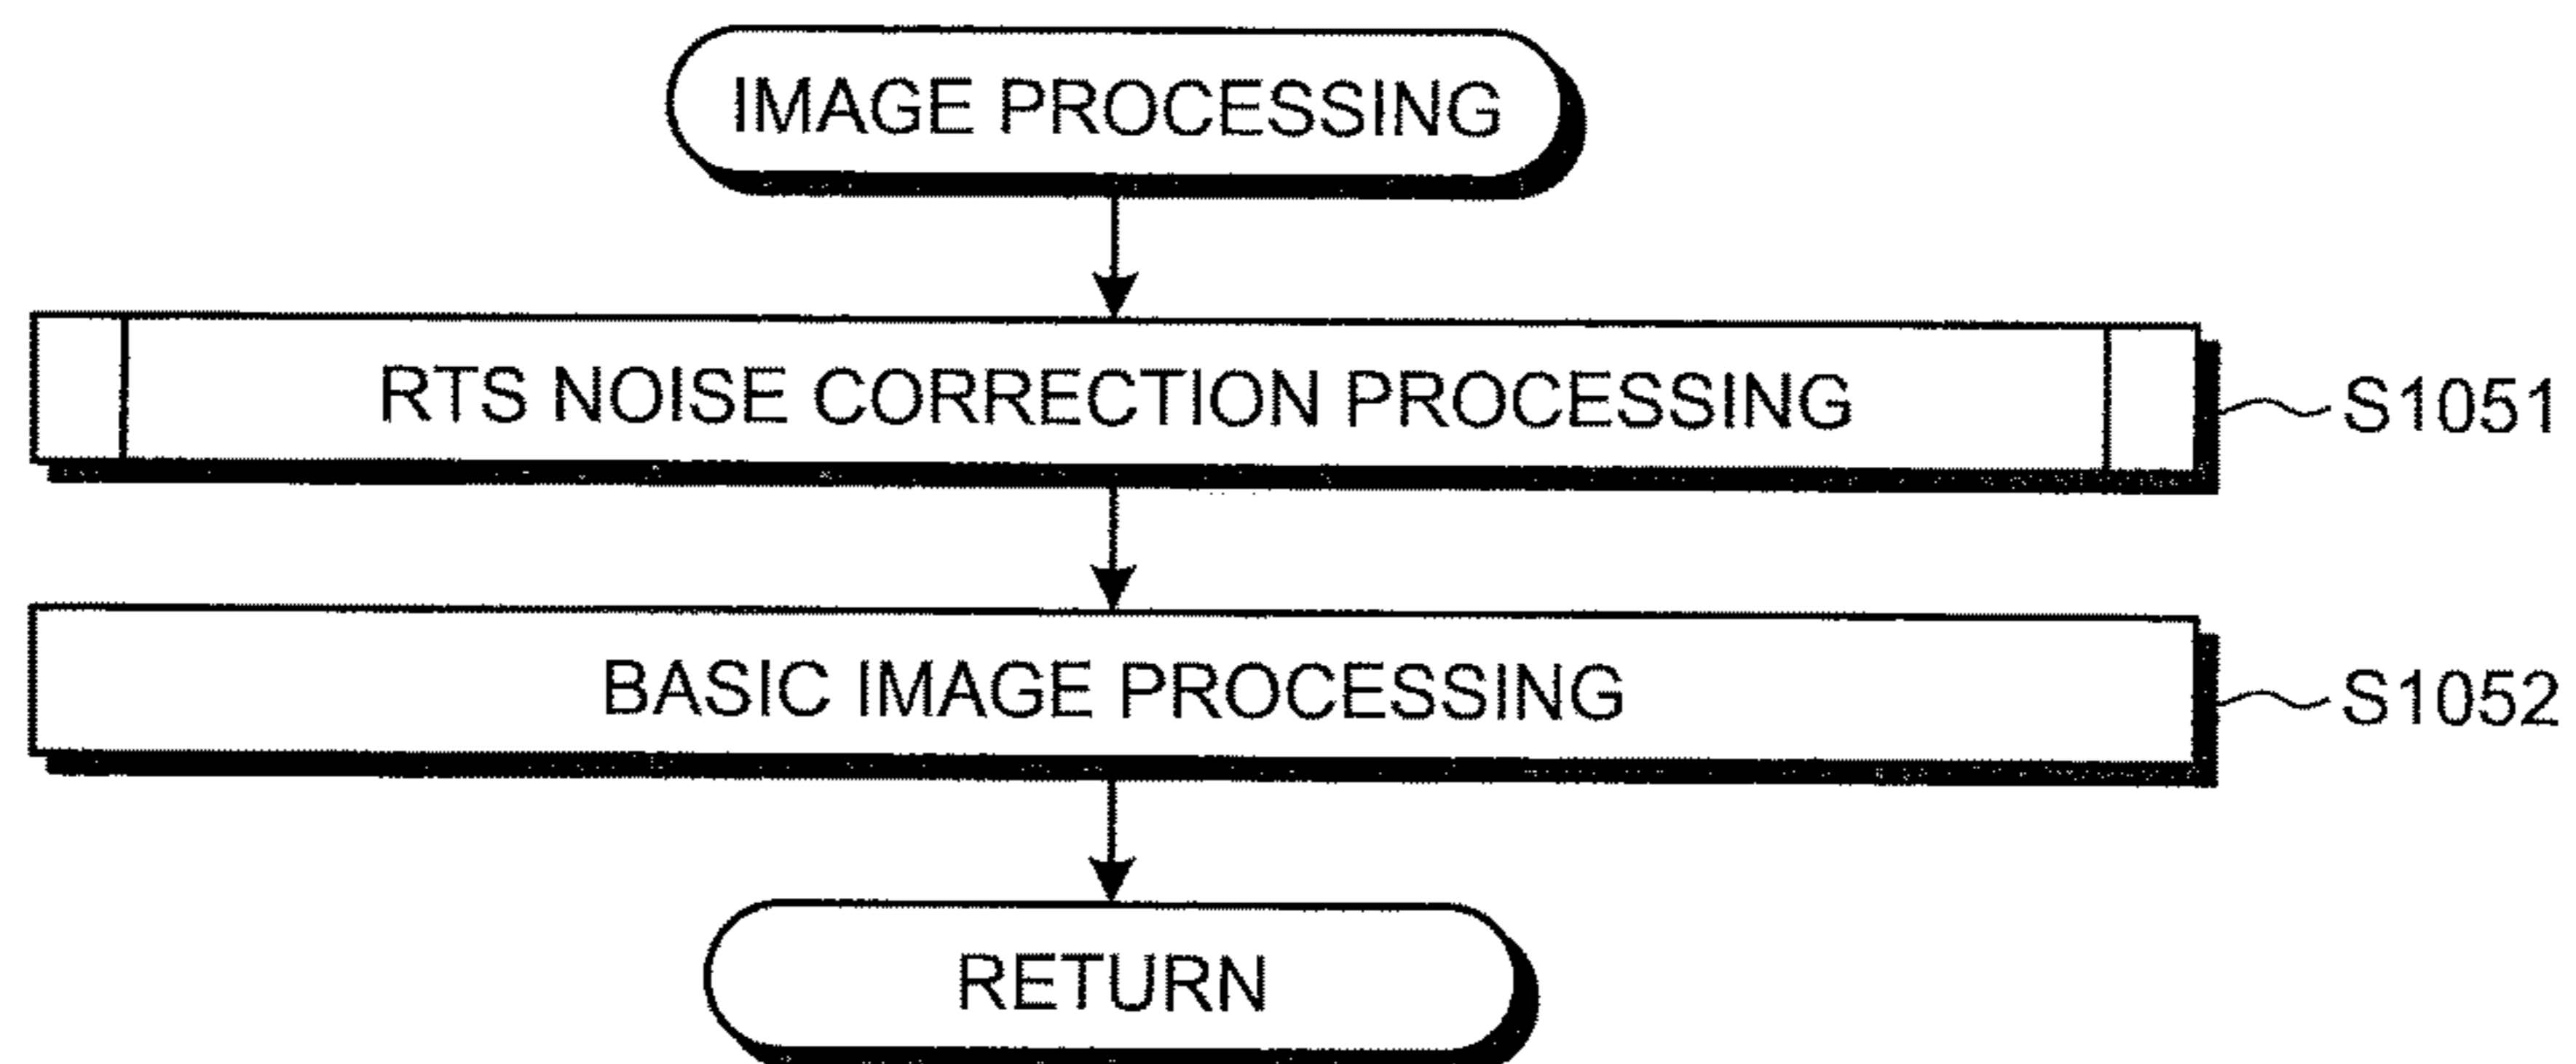 IMAGE PROCESSING
RTS NOISE CORRECTION PROCESSING
S1051
BASIC IMAGE PROCESSING
S1052
RETURN